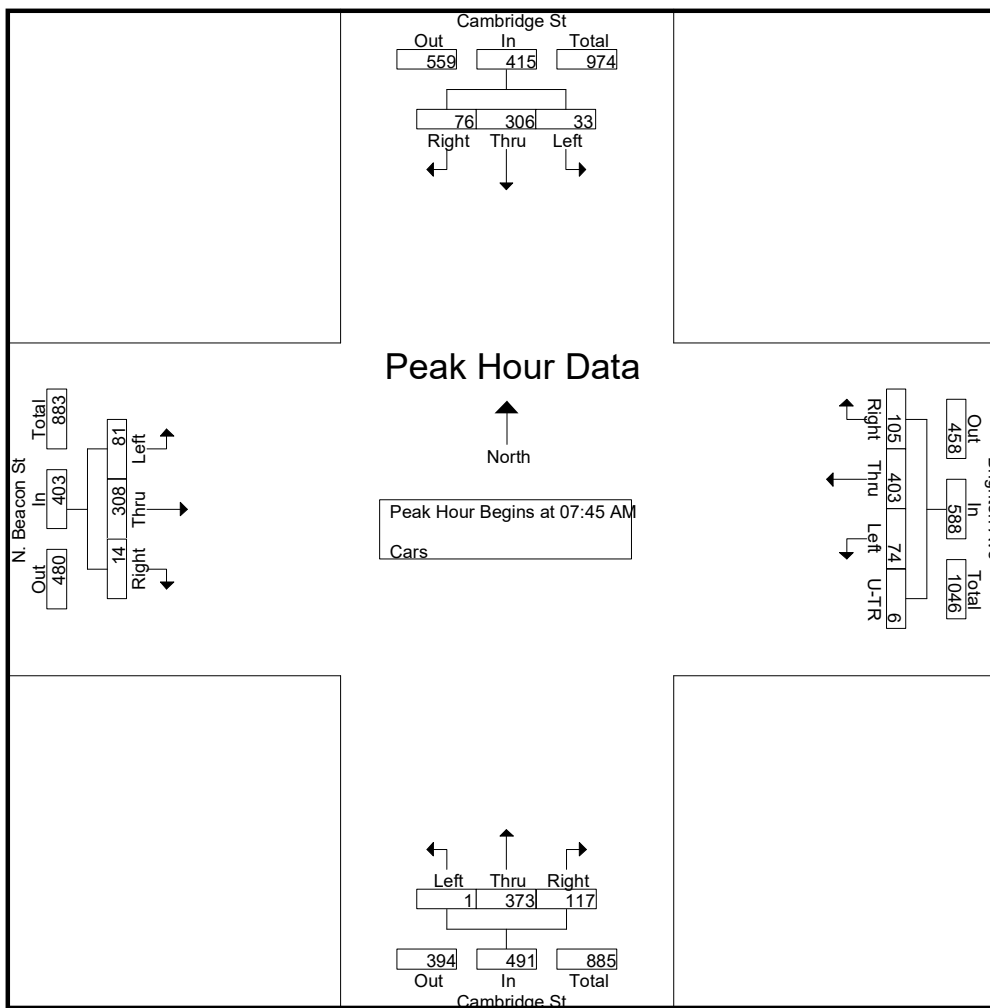 Cambridge St
Out In Total
559 415 974
76 306 33
Right Thru Left
Peak Hour Data
North
Peak Hour Begins at 07:45 AM
Cars
N. Beacon St
Out In Total
480 403 883
14 308 81
Right Thru Left
Out In Total
458 588 1046
105 403 74 6
Right Thru Left U-TR
Left Thru Right
1 373 117
394 491 885
Out In Total
Cambridge St